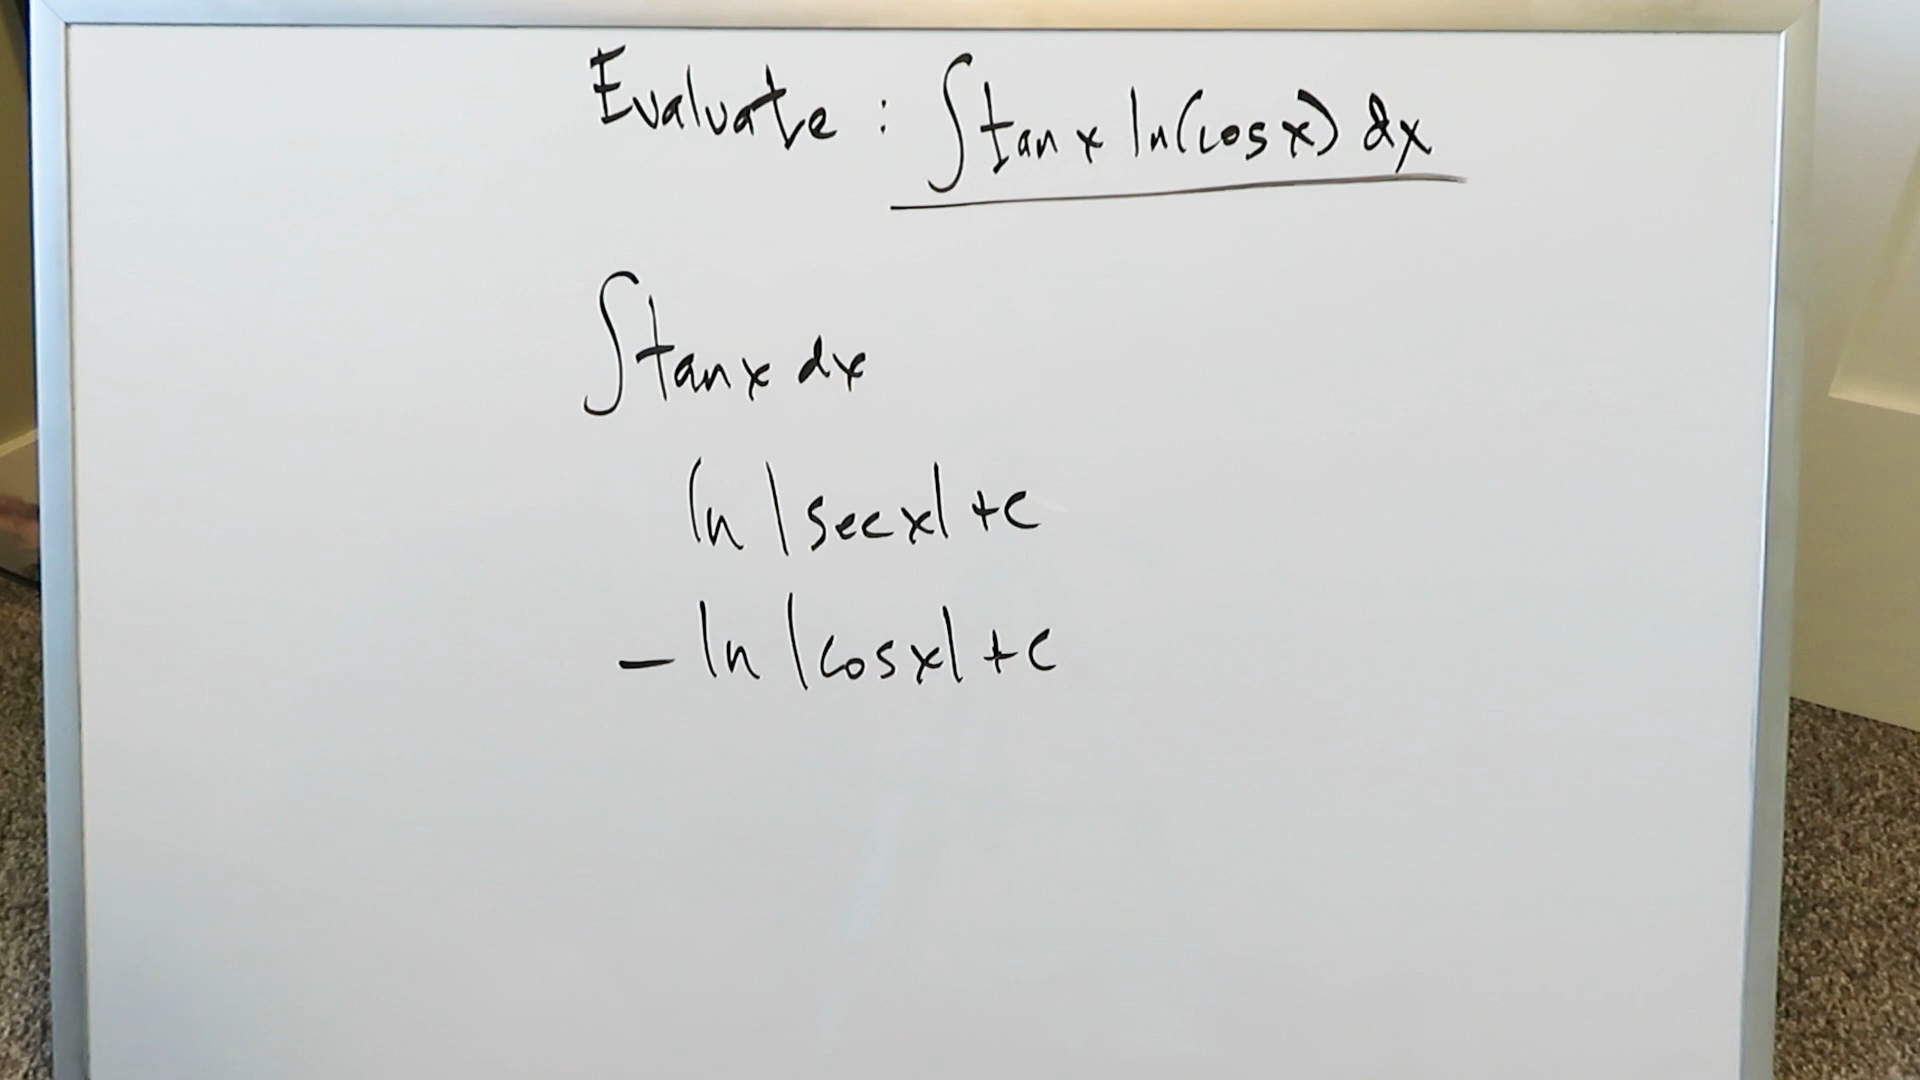 Evaluate : ∫tan x ln(cos x) dx
∫tan x dx
ln |sec x| + c
− ln |cos x| + c